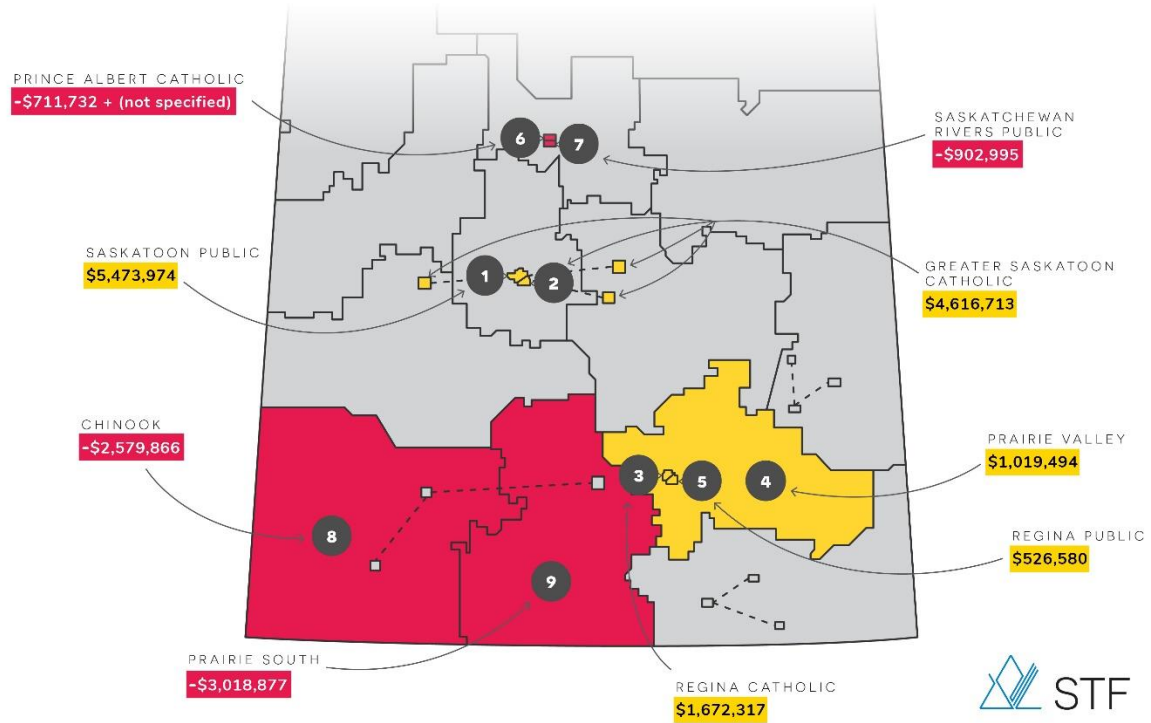 PRINCE ALBERT CATHOLIC
-$711,732 + (not specified)
SASKATCHEWAN
RIVERS PUBLIC
-$902,995
6
7
SASKATOON PUBLIC
$5,473,974
1
2
GREATER SASKATOON
CATHOLIC
$4,616,713
CHINOOK
-$2,579,866
PRAIRIE VALLEY
$1,019,494
3
5
4
8
REGINA PUBLIC
$526,580
9
PRAIRIE SOUTH
-$3,018,877
REGINA CATHOLIC
$1,672,317
STF